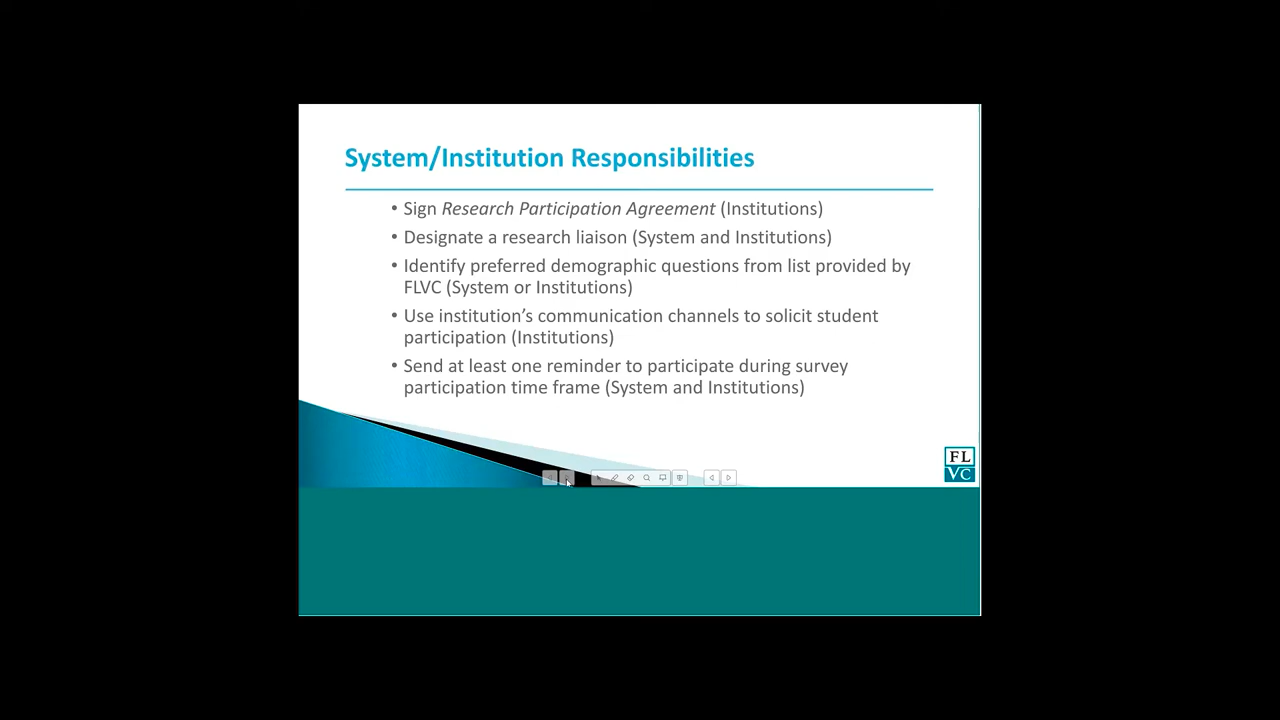 System/Institution Responsibilities
• Sign Research Participation Agreement (Institutions)
• Designate a research liaison (System and Institutions)
• Identify preferred demographic questions from list provided by
FLVC (System or Institutions)
• Use institution’s communication channels to solicit student
participation (Institutions)
• Send at least one reminder to participate during survey
participation time frame (System and Institutions)
FL
VC